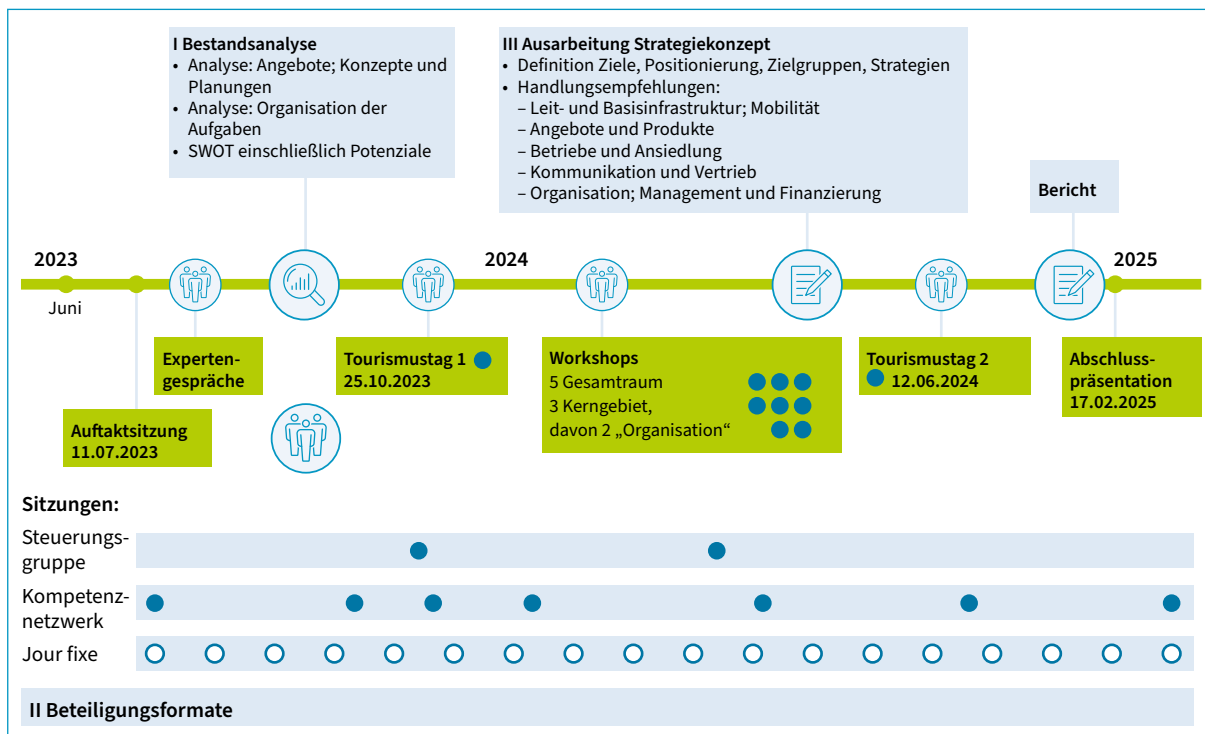 I Bestandsanalyse
• Analyse: Angebote; Konzepte und
Planungen
• Analyse: Organisation der
Aufgaben
• SWOT einschließlich Potenziale
III Ausarbeitung Strategiekonzept
• Definition Ziele, Positionierung, Zielgruppen, Strategien
• Handlungsempfehlungen:
– Leit- und Basisinfrastruktur; Mobilität
– Angebote und Produkte
– Betriebe und Ansiedlung
– Kommunikation und Vertrieb
– Organisation; Management und Finanzierung
Bericht
2023
2024
2025
Juni
Auftaktsitzung
11.07.2023
Experten-
gespräche
Tourismustag 1
25.10.2023
Workshops
5 Gesamtraum
3 Kerngebiet,
davon 2 „Organisation“
Tourismustag 2
12.06.2024
Abschluss-
präsentation
17.02.2025
Sitzungen:
Steuerungs-
gruppe
Kompetenz-
netzwerk
Jour fixe
II Beteiligungsformate